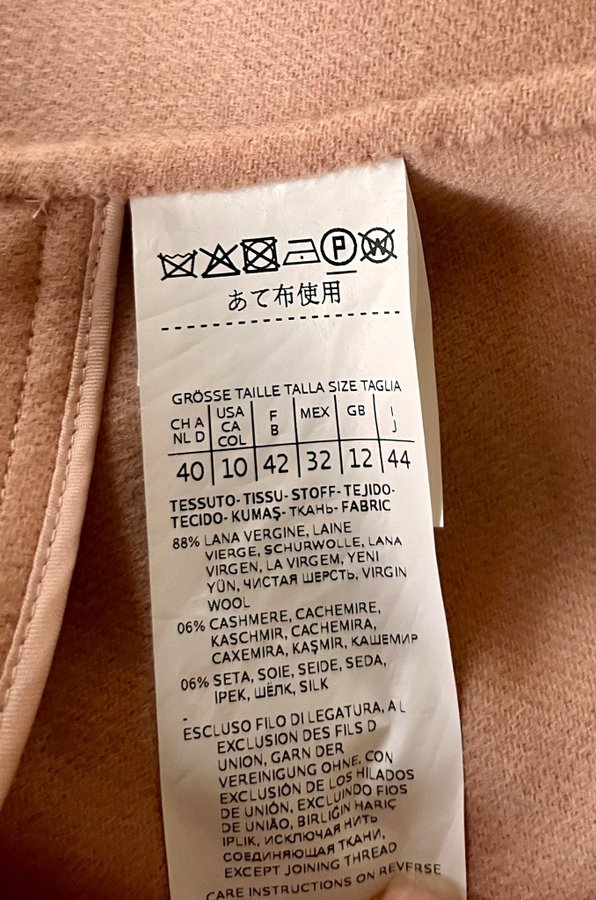 P W
あて布使用
GRÖSSE TAILLE TALLA SIZE TAGLIA
CH A NL D USA CA COL F B MEX GB I J
40 10 42 32 12 44
TESSUTO- TISSU- STOFF- TEJIDO-
TECIDO- KUMAŞ- ТКАНЬ- FABRIC
88% LANA VERGINE, LAINE
VIERGE, SCHURWOLLE, LANA
VIRGEN, LA VIRGEM, YENI
YÜN, ЧИСТАЯ ШЕРСТЬ, VIRGIN
WOOL
06% CASHMERE, CACHEMIRE,
KASCHMIR, CACHEMIRA,
CAXEMIRA, KAŞMİR, КАШЕМИР
06% SETA, SOIE, SEIDE, SEDA,
İPEK, ШЁЛК, SILK
-
ESCLUSO FILO DI LEGATURA, A L
EXCLUSION DES FILS D
UNION, GARN DER
VEREINIGUNG OHNE, CON
EXCLUSIÓN DE LOS HILADOS
DE UNIÓN, EXCLUINDO FIOS
DE UNIÃO, BIRLIĞIN HARIÇ
IPLIK, ИСКЛЮЧАЯ НИТЬ
СОЕДИНЯЮЩАЯ ТКАНИ,
EXCEPT JOINING THREAD
CARE INSTRUCTIONS ON REVERSE